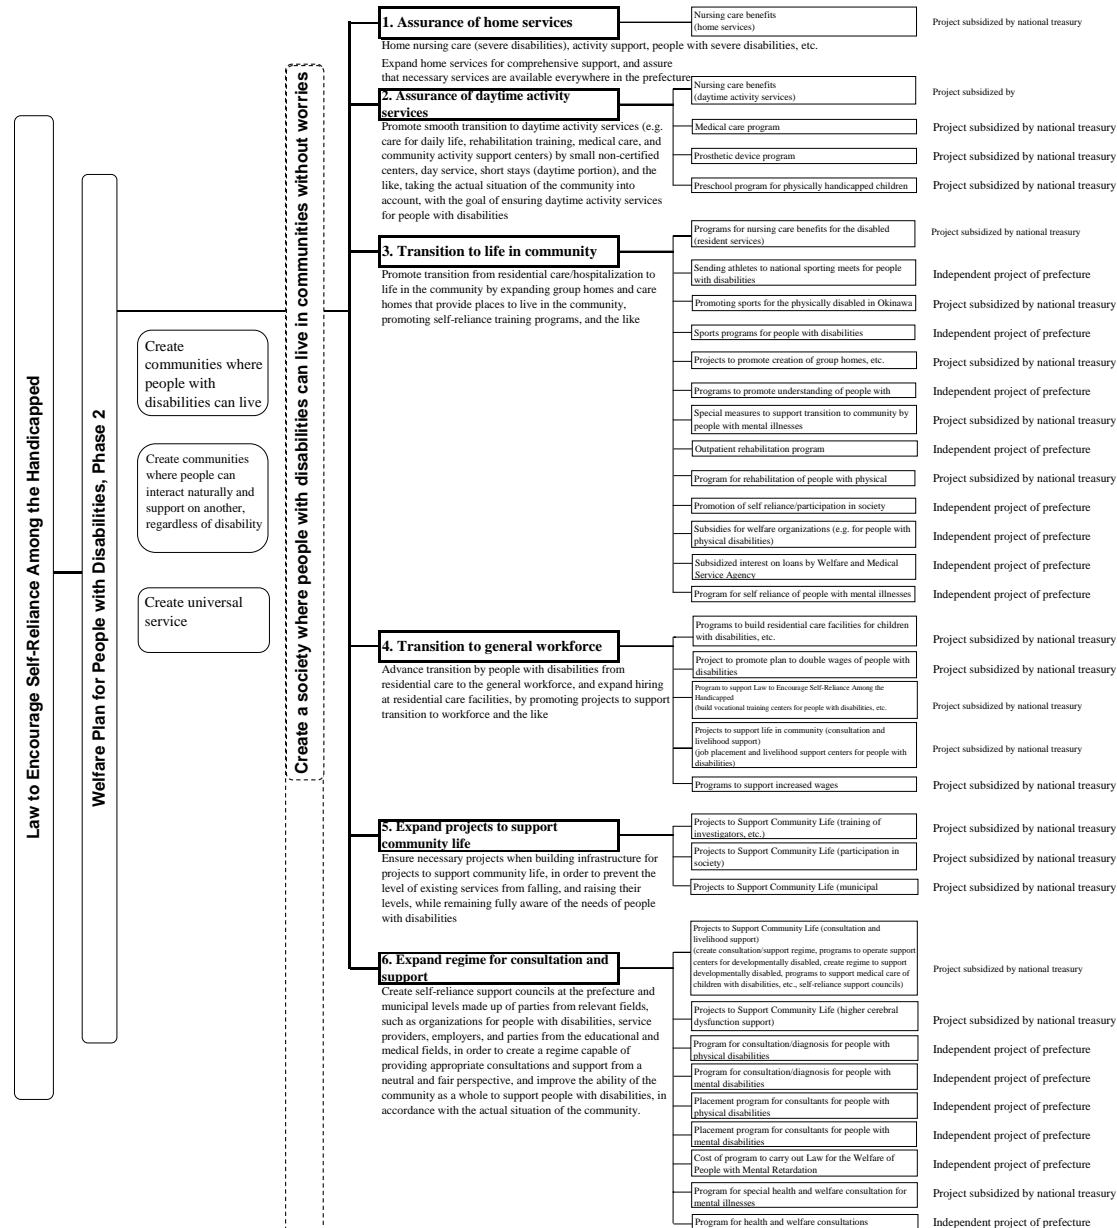 Law to Encourage Self-Reliance Among the Handicapped
Welfare Plan for People with Disabilities, Phase 2
Create
communities where
people with
disabilities can live
Create communities
where people can
interact naturally and
support on another,
regardless of disability
Create universal
service
Create a society where people with disabilities can live in communities without worries
1. Assurance of home services
Home nursing care (severe disabilities), activity support, people with severe disabilities, etc.
Expand home services for comprehensive support, and assure
that necessary services are available everywhere in the prefecture
Nursing care benefits
(home services)
Project subsidized by national treasury
2. Assurance of daytime activity
services
Promote smooth transition to daytime activity services (e.g.
care for daily life, rehabilitation training, medical care, and
community activity support centers) by small non-certified
centers, day service, short stays (daytime portion), and the
like, taking the actual situation of the community into
account, with the goal of ensuring daytime activity services
for people with disabilities
Nursing care benefits
(daytime activity services)
Project subsidized by
Medical care program
Project subsidized by national treasury
Prosthetic device program
Project subsidized by national treasury
Preschool program for physically handicapped children
Project subsidized by national treasury
3. Transition to life in community
Promote transition from residential care/hospitalization to
life in the community by expanding group homes and care
homes that provide places to live in the community,
promoting self-reliance training programs, and the like
Programs for nursing care benefits for the disabled
(resident services)
Project subsidized by national treasury
Sending athletes to national sporting meets for people
with disabilities
Independent project of prefecture
Promoting sports for the physically disabled in Okinawa
Project subsidized by national treasury
Sports programs for people with disabilities
Independent project of prefecture
Projects to promote creation of group homes, etc.
Project subsidized by national treasury
Programs to promote understanding of people with
Independent project of prefecture
Special measures to support transition to community by
people with mental illnesses
Project subsidized by national treasury
Outpatient rehabilitation program
Independent project of prefecture
Program for rehabilitation of people with physical
Project subsidized by national treasury
Promotion of self reliance/participation in society
Independent project of prefecture
Subsidies for welfare organizations (e.g. for people with
physical disabilities)
Independent project of prefecture
Subsidized interest on loans by Welfare and Medical
Service Agency
Independent project of prefecture
Program for self reliance of people with mental illnesses
Independent project of prefecture
4. Transition to general workforce
Advance transition by people with disabilities from
residential care to the general workforce, and expand hiring
at residential care facilities, by promoting projects to support
transition to workforce and the like
Programs to build residential care facilities for children
with disabilities, etc.
Project subsidized by national treasury
Project to promote plan to double wages of people with
disabilities
Project subsidized by national treasury
Program to support Law to Encourage Self-Reliance Among the
Handicapped
(build vocational training centers for people with disabilities, etc.
Project subsidized by national treasury
Projects to support life in community (consultation and
livelihood support)
(job placement and livelihood support centers for people with
disabilities)
Project subsidized by national treasury
Programs to support increased wages
Project subsidized by national treasury
5. Expand projects to support
community life
Ensure necessary projects when building infrastructure for
projects to support community life, in order to prevent the
level of existing services from falling, and raising their
levels, while remaining fully aware of the needs of people
with disabilities
Projects to Support Community Life (training of
investigators, etc.)
Project subsidized by national treasury
Projects to Support Community Life (participation in
society)
Project subsidized by national treasury
Projects to Support Community Life (municipal
Project subsidized by national treasury
6. Expand regime for consultation and
support
Create self-reliance support councils at the prefecture and
municipal levels made up of parties from relevant fields,
such as organizations for people with disabilities, service
providers, employers, and parties from the educational and
medical fields, in order to create a regime capable of
providing appropriate consultations and support from a
neutral and fair perspective, and improve the ability of the
community as a whole to support people with disabilities, in
accordance with the actual situation of the community.
Projects to Support Community Life (consultation and
livelihood support)
(create consultation/support regime, programs to operate support
centers for developmentally disabled, create regime to support
developmentally disabled, programs to support medical care of
children with disabilities, etc., self-reliance support councils)
Project subsidized by national treasury
Projects to Support Community Life (higher cerebral
dysfunction support)
Project subsidized by national treasury
Program for consultation/diagnosis for people with
physical disabilities
Independent project of prefecture
Program for consultation/diagnosis for people with
mental disabilities
Independent project of prefecture
Placement program for consultants for people with
physical disabilities
Independent project of prefecture
Placement program for consultants for people with
mental disabilities
Independent project of prefecture
Cost of program to carry out Law for the Welfare of
People with Mental Retardation
Independent project of prefecture
Program for special health and welfare consultation for
mental illnesses
Project subsidized by national treasury
Program for health and welfare consultations
Independent project of prefecture